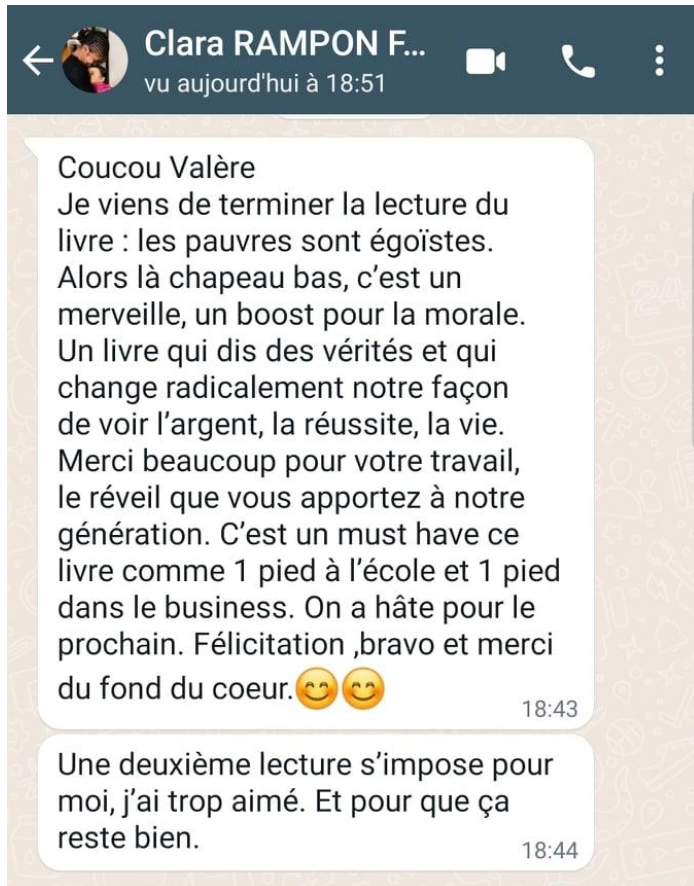 Clara RAMPON F...
vu aujourd'hui à 18:51
Coucou Valère
Je viens de terminer la lecture du
livre : les pauvres sont égoïstes.
Alors là chapeau bas, c’est un
merveille, un boost pour la morale.
Un livre qui dis des vérités et qui
change radicalement notre façon
de voir l’argent, la réussite, la vie.
Merci beaucoup pour votre travail,
le réveil que vous apportez à notre
génération. C’est un must have ce
livre comme 1 pied à l’école et 1 pied
dans le business. On a hâte pour le
prochain. Félicitation ,bravo et merci
du fond du coeur.😊😊
18:43
Une deuxième lecture s’impose pour
moi, j’ai trop aimé. Et pour que ça
reste bien.
18:44